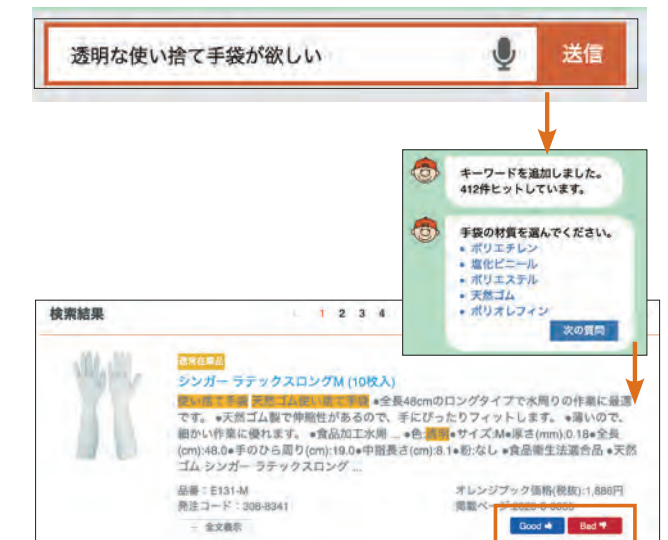 透明な使い捨て手袋が欲しい
送信
キーワードを追加しました。
412件ヒットしています。
手袋の材質を選んでください。
• ポリエチレン
• 塩化ビニール
• ポリエステル
• 天然ゴム
• ポリオレフィン
次の質問
検索結果
1 2 3 4
通常在庫品
シンガー ラテックスロングM (10枚入)
使い捨て手袋 天然ゴム使い捨て手袋 ●全長48cmのロングタイプで水周りの作業に最適
です。 ●天然ゴム製で伸縮性があるので、手にぴったりフィットします。 ●薄いので、
細かい作業に優れます。 ●食品加工水用 ... ●色:透明●サイズ:M●厚さ(mm):0.18●全長
(cm):48.0●手のひら周り(cm):19.0●中指長さ(cm):8.1●粉:なし ●食品衛生法適合品 ●天然
ゴム シンガー ラテックスロング ...
品番:E131-M
オレンジブック価格(税抜):1,886円
発注コード:308-8341
掲載ページ
全文表示
Good
Bad